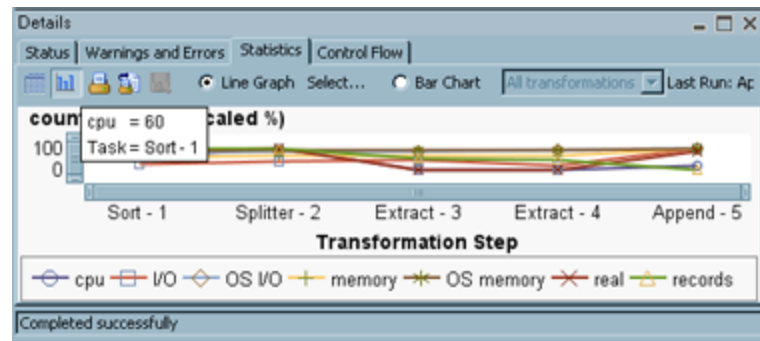 Details
Status Warnings and Errors Statistics Control Flow
Line Graph Select... Bar Chart All transformations Last Run: Ap
coun
cpu = 60
Task = Sort - 1
caled %)
100
0
Sort - 1 Splitter - 2 Extract - 3 Extract - 4 Append - 5
Transformation Step
cpu I/O OS I/O memory OS memory real records
Completed successfully